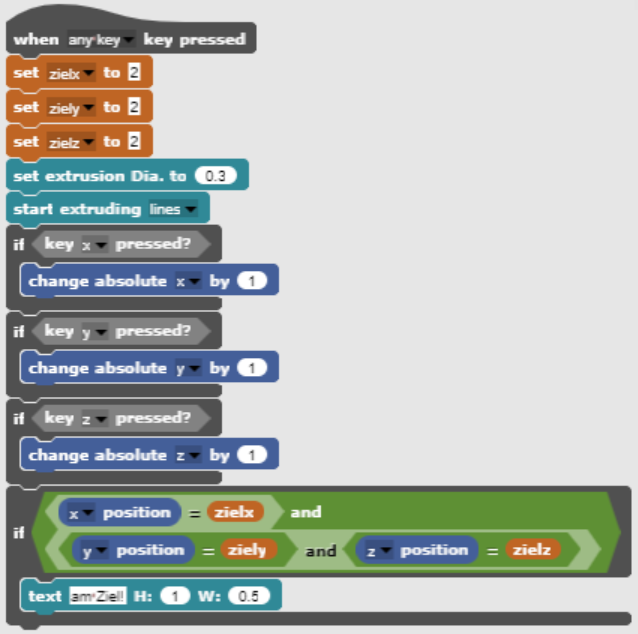 when any key key pressed
set zielx to 2
set ziely to 2
set zielz to 2
set extrusion Dia. to 0.3
start extruding lines
if key x pressed?
change absolute x by 1
if key y pressed?
change absolute y by 1
if key z pressed?
change absolute z by 1
x position = zielx and
if
y position = ziely and z position = zielz
text am Ziel! H: 1 W: 0.5